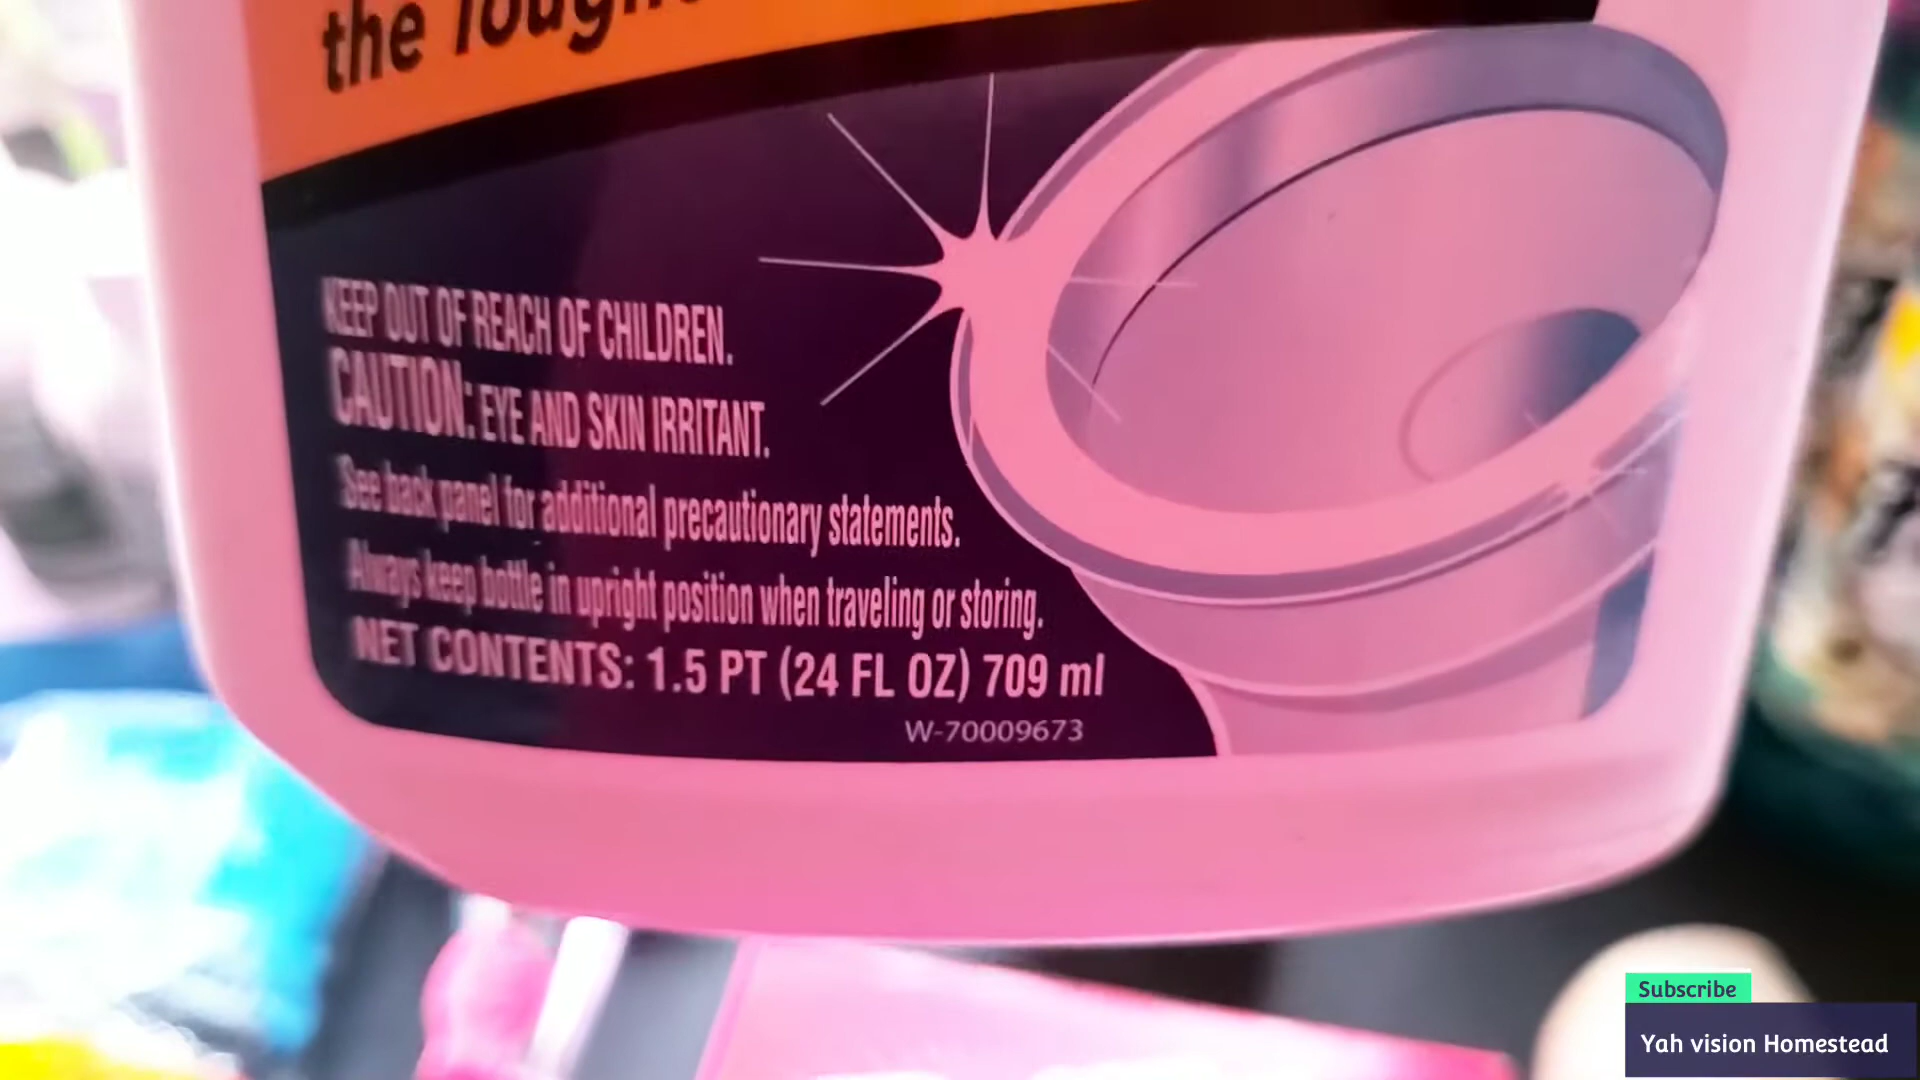 the
KEEP OUT OF REACH OF CHILDREN.
CAUTION: EYE AND SKIN IRRITANT.
See back panel for additional precautionary statements.
Always keep bottle in upright position when traveling or storing.
NET CONTENTS: 1.5 PT (24 FL OZ) 709 ml
W-70009673
Subscribe
Yah vision Homestead